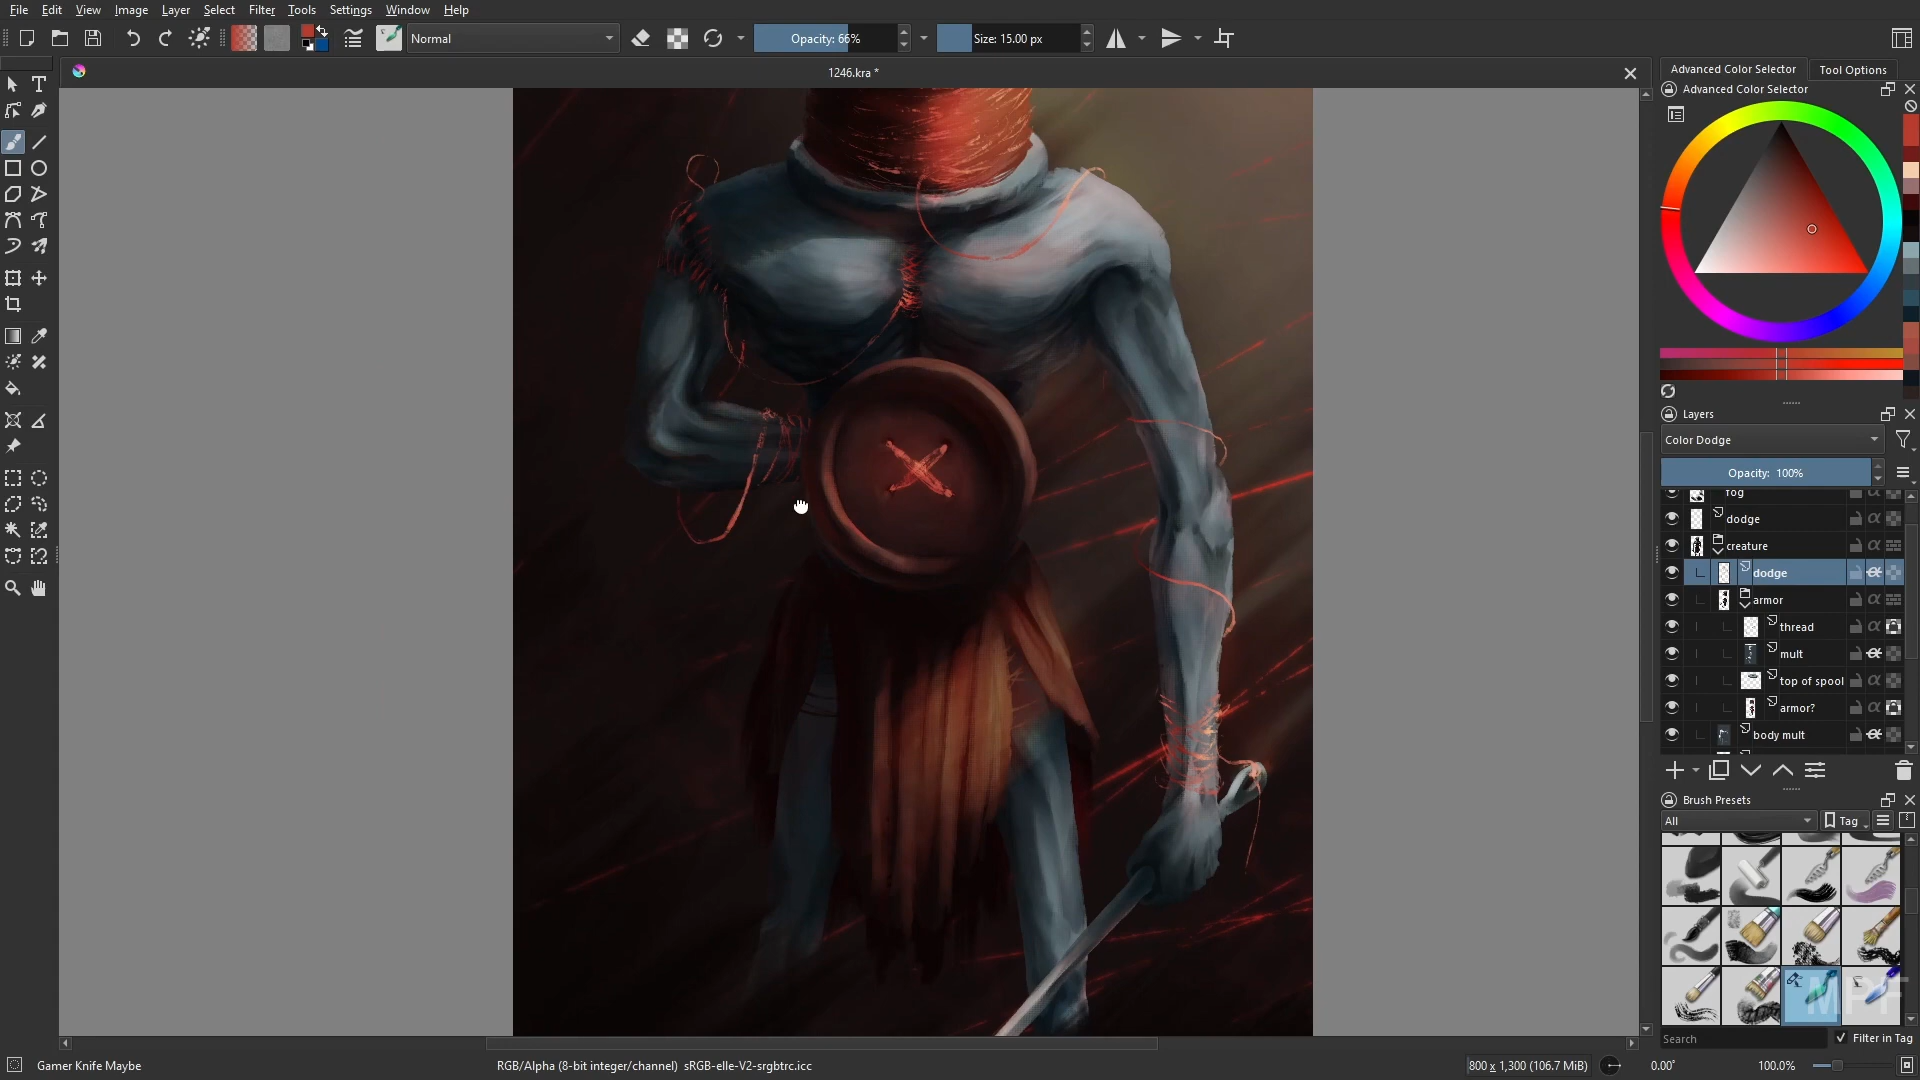 File Edit View Image Layer Select Filter Tools Settings Window Help
Normal
Opacity: 66%
Size: 15.00 px
1246.kra *
Advanced Color Selector
Tool Options
Advanced Color Selector
Layers
Color Dodge
Opacity: 100%
fog
dodge
creature
dodge
armor
thread
mult
top of spool
armor?
body mult
Brush Presets
All
Tag
MPF
Search
Filter in Tag
Gamer Knife Maybe
RGB/Alpha (8-bit integer/channel) sRGB-elle-V2-srgbtrc.icc
800 x 1,300 (106.7 MiB)
0.00°
100.0%